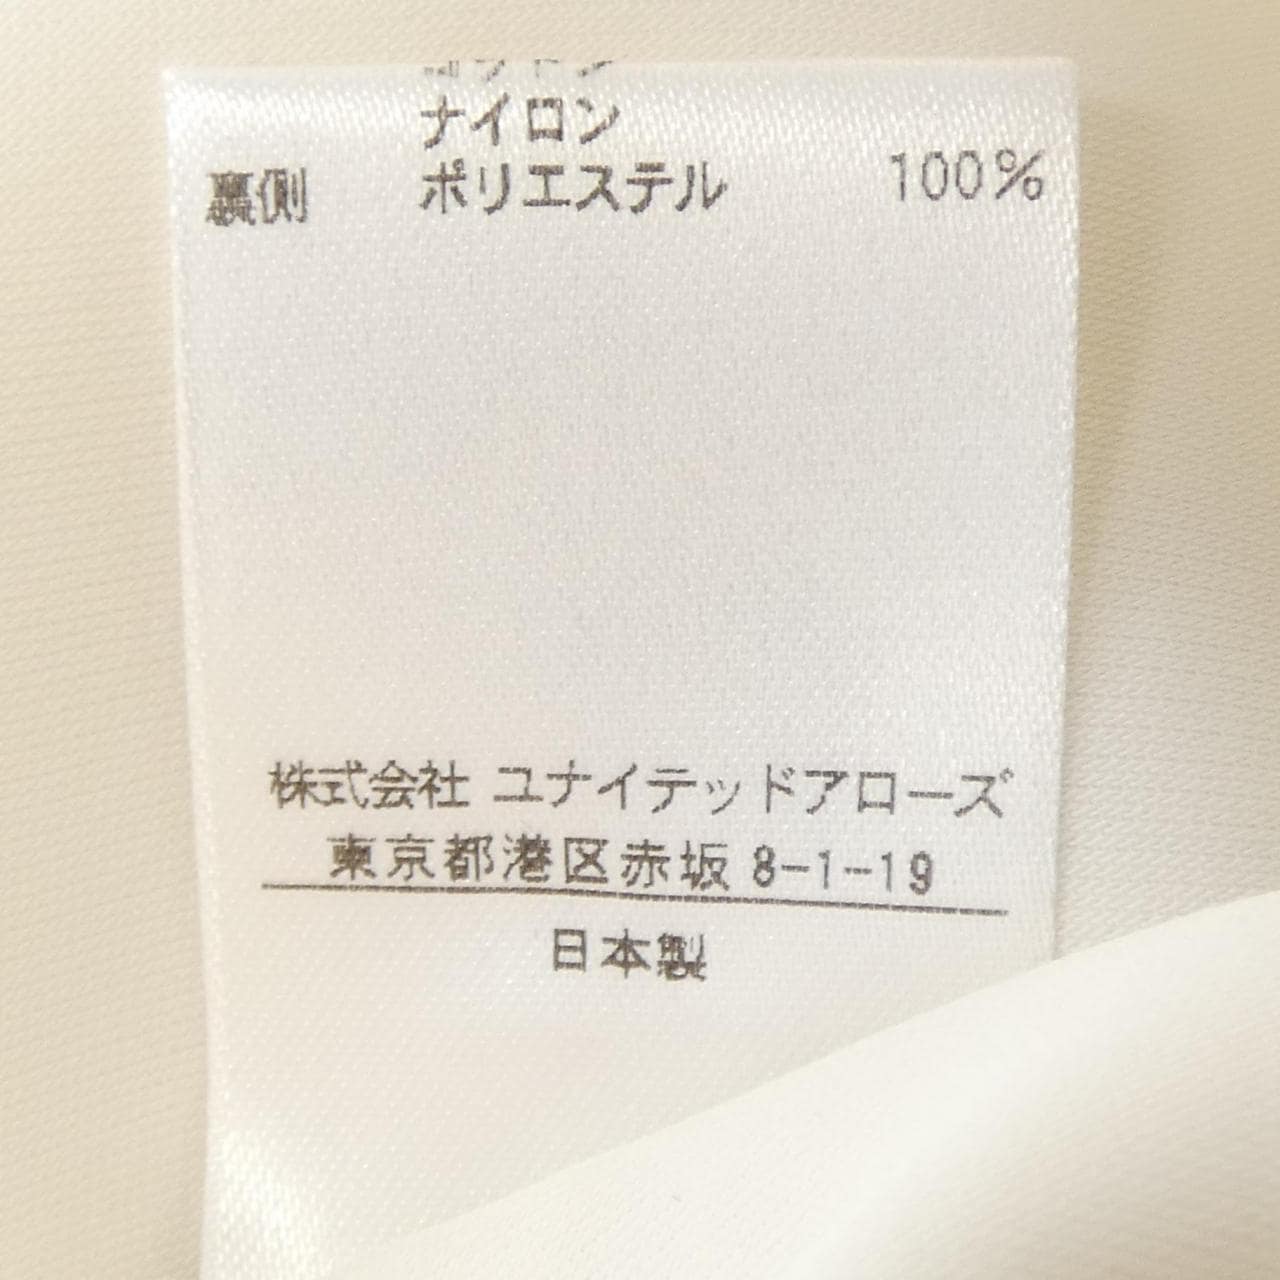 ナイロン
裏側 ポリエステル 100%
株式会社 ユナイテッドアローズ
東京都港区赤坂 8-1-19
日本製